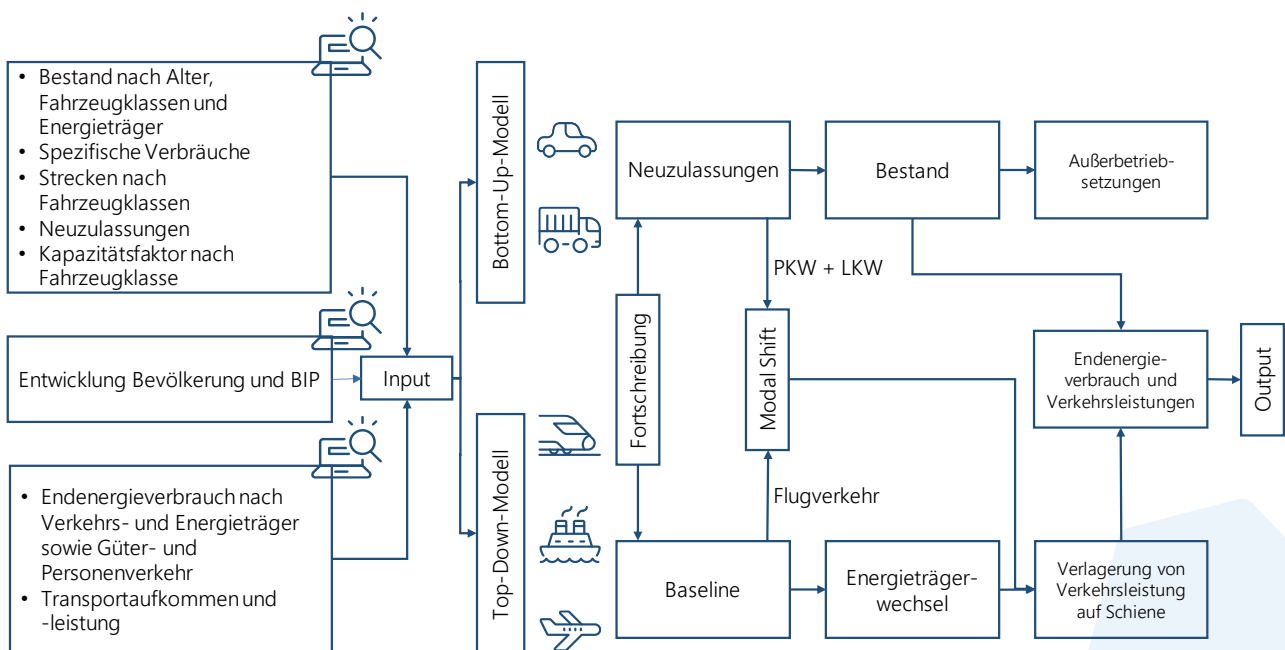 • Bestand nach Alter,
Fahrzeugklassen und
Energieträger
• Spezifische Verbräuche
• Strecken nach
Fahrzeugklassen
• Neuzulassungen
• Kapazitätsfaktor nach
Fahrzeugklasse
Entwicklung Bevölkerung und BIP
• Endenergieverbrauch nach
Verkehrs- und Energieträger
sowie Güter- und
Personenverkehr
• Transportaufkommen und
-leistung
Input
Bottom-Up-Modell
Top-Down-Modell
Neuzulassungen
Bestand
Außerbetrieb-
setzungen
PKW + LKW
Fortschreibung
Modal Shift
Flugverkehr
Baseline
Energieträger-
wechsel
Verlagerung von
Verkehrsleistung
auf Schiene
Endenergie-
verbrauch und
Verkehrsleistungen
Output